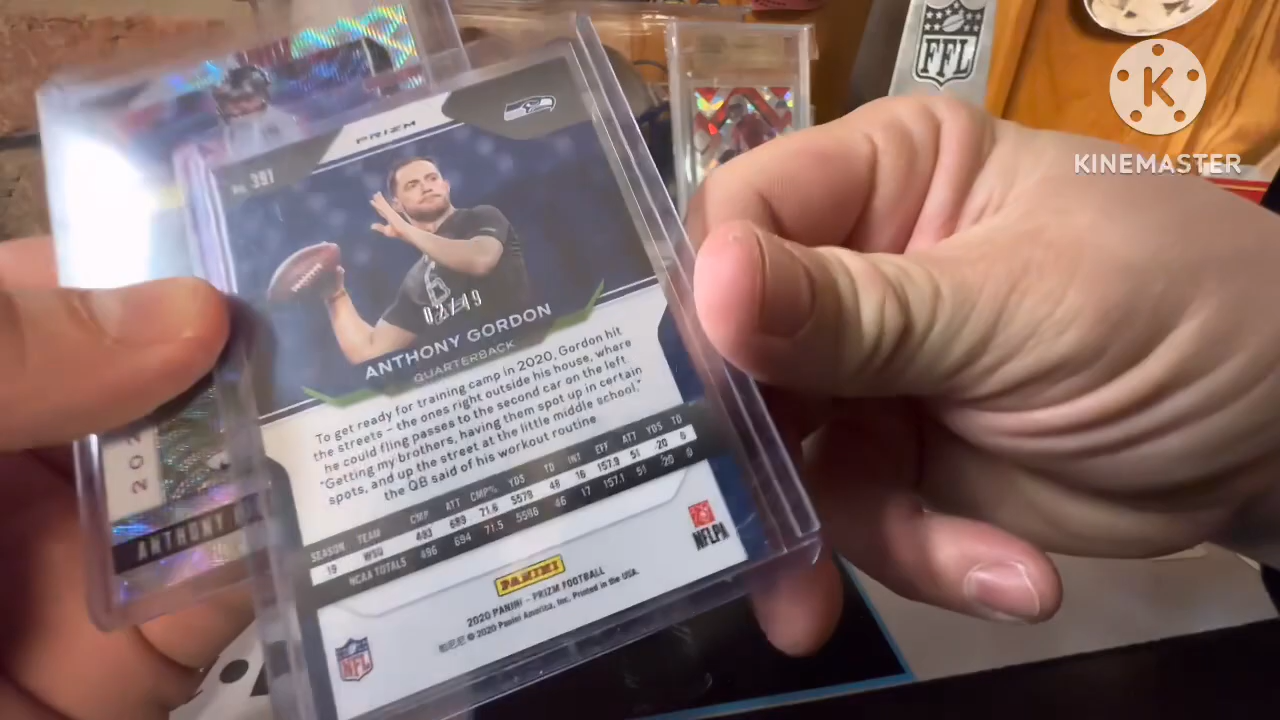 FFL
K
KINEMASTER
PRIZM
No. 391
6
02/49
ANTHONY GORDON
QUARTERBACK
To get ready for training camp in 2020, Gordon hit
the streets – the ones right outside his house, where
he could fling passes to the second car on the left.
"Getting my brothers, having them spot up in certain
spots, and up the street at the little middle school,"
the QB said of his workout routine
SEASON TEAM CMP ATT CMP% YDS TD INT EFF ATT YDS TD
19 WSU 493 689 71.6 5579 48 16 157.9 51 -20 0
NCAA TOTALS 496 694 71.5 5598 48 17 157.1 51 -20 0
NFLPA
PANINI
2020 PANINI – PRIZM FOOTBALL
© 2020 Panini America, Inc. Printed in the USA.
NFL
202
ANTHONY